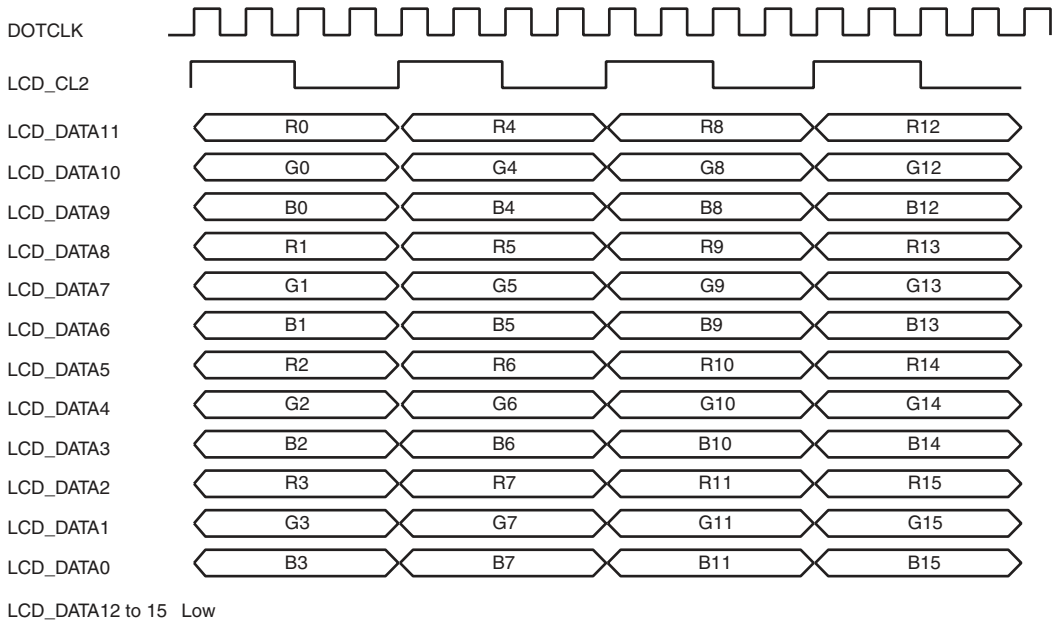 DOTCLK
LCD_CL2
LCD_DATA11 R0 R4 R8 R12
LCD_DATA10 G0 G4 G8 G12
LCD_DATA9 B0 B4 B8 B12
LCD_DATA8 R1 R5 R9 R13
LCD_DATA7 G1 G5 G9 G13
LCD_DATA6 B1 B5 B9 B13
LCD_DATA5 R2 R6 R10 R14
LCD_DATA4 G2 G6 G10 G14
LCD_DATA3 B2 B6 B10 B14
LCD_DATA2 R3 R7 R11 R15
LCD_DATA1 G3 G7 G11 G15
LCD_DATA0 B3 B7 B11 B15
LCD_DATA12 to 15 Low